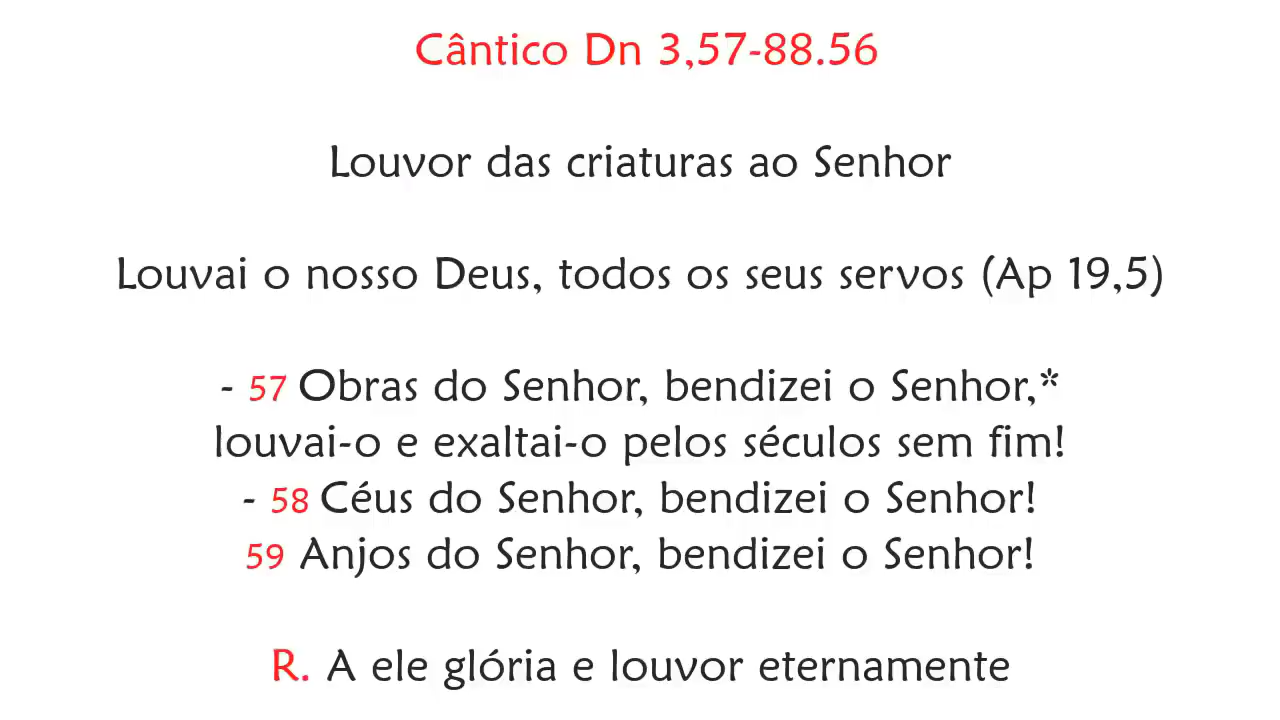 Cântico Dn 3,57-88.56
Louvor das criaturas ao Senhor
Louvai o nosso Deus, todos os seus servos (Ap 19,5)
- 57 Obras do Senhor, bendizei o Senhor,*
louvai-o e exaltai-o pelos séculos sem fim!
- 58 Céus do Senhor, bendizei o Senhor!
59 Anjos do Senhor, bendizei o Senhor!
R. A ele glória e louvor eternamente